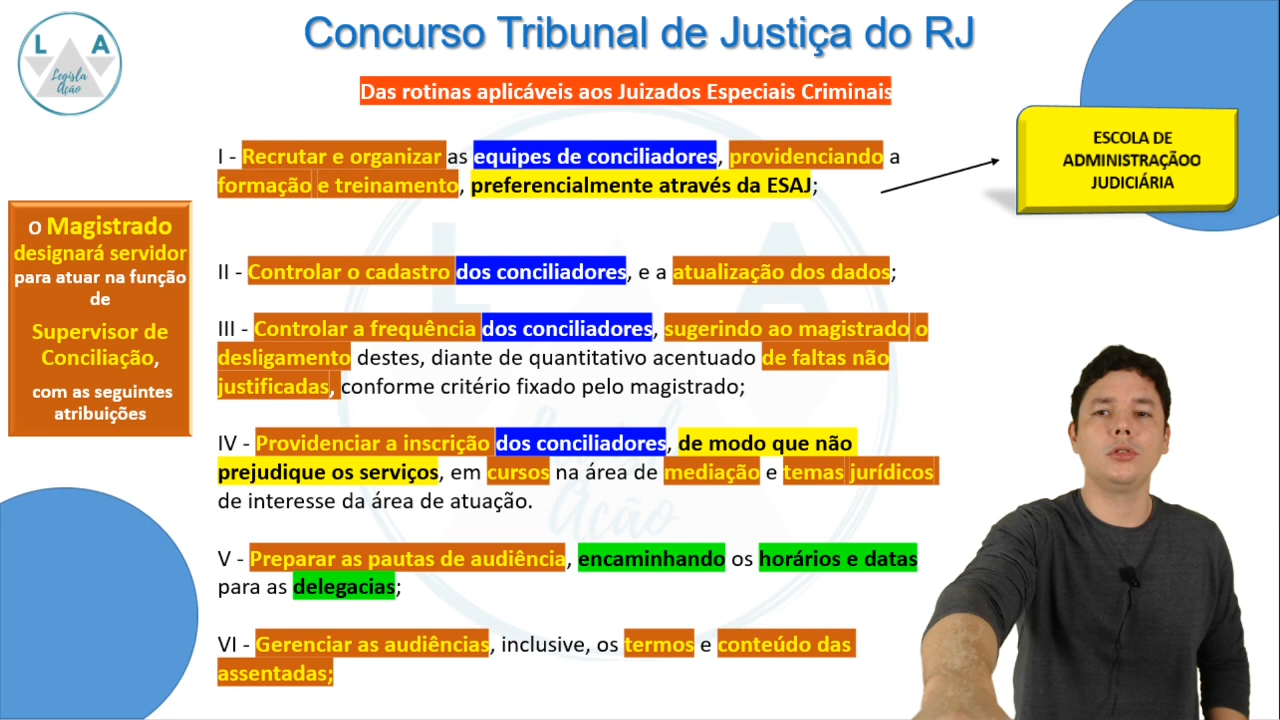 L A
Legisla
Ação
Concurso Tribunal de Justiça do RJ
Das rotinas aplicáveis aos Juizados Especiais Criminais
ESCOLA DE
ADMINISTRAÇÃOO
JUDICIÁRIA
o Magistrado
designará servidor
para atuar na função
de
Supervisor de
Conciliação,
com as seguintes
atribuições
I - Recrutar e organizar as equipes de conciliadores, providenciando a
formação e treinamento, preferencialmente através da ESAJ;
II - Controlar o cadastro dos conciliadores, e a atualização dos dados;
III - Controlar a frequência dos conciliadores, sugerindo ao magistrado o
desligamento destes, diante de quantitativo acentuado de faltas não
justificadas, conforme critério fixado pelo magistrado;
IV - Providenciar a inscrição dos conciliadores, de modo que não
prejudique os serviços, em cursos na área de mediação e temas jurídicos
de interesse da área de atuação.
V - Preparar as pautas de audiência, encaminhando os horários e datas
para as delegacias;
VI - Gerenciar as audiências, inclusive, os termos e conteúdo das
assentadas;
L A
Legisla
Ação